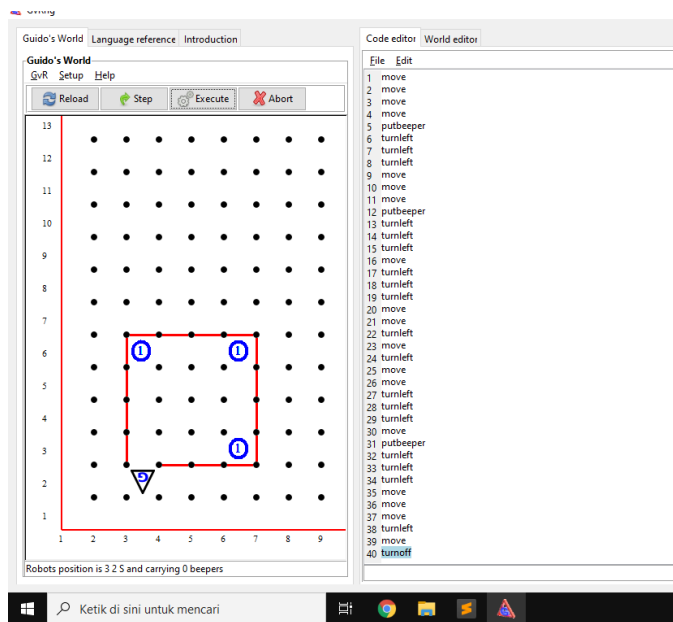 Guido's World Language reference Introduction
Guido's World
GvR Setup Help
Reload Step Execute Abort
13
12
11
10
9
8
7
6
5
4
3
2
1
1 1
1
G
1 2 3 4 5 6 7 8 9
Robots position is 3 2 S and carrying 0 beepers
Code editor World editor
File Edit
1 move
2 move
3 move
4 move
5 putbeeper
6 turnleft
7 turnleft
8 turnleft
9 move
10 move
11 move
12 putbeeper
13 turnleft
14 turnleft
15 turnleft
16 move
17 turnleft
18 turnleft
19 turnleft
20 move
21 move
22 turnleft
23 move
24 turnleft
25 move
26 move
27 turnleft
28 turnleft
29 turnleft
30 move
31 putbeeper
32 turnleft
33 turnleft
34 turnleft
35 move
36 move
37 move
38 turnleft
39 move
40 turnoff
Ketik di sini untuk mencari